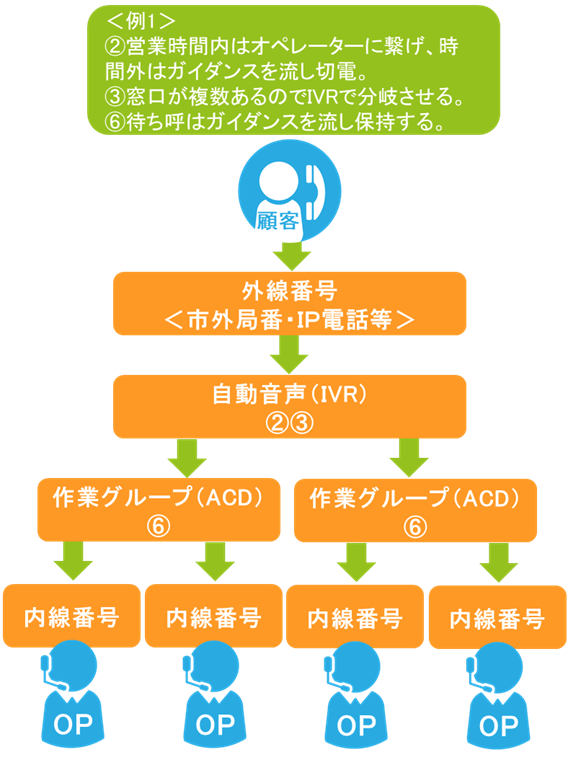 ＜例1＞
②営業時間内はオペレーターに繋げ、時
間外はガイダンスを流し切電。
③窓口が複数あるのでIVRで分岐させる。
⑥待ち呼はガイダンスを流し保持する。
顧客
外線番号
＜市外局番・IP電話等＞
自動音声（IVR）
②③
作業グループ（ACD）
⑥
作業グループ（ACD）
⑥
内線番号
内線番号
内線番号
内線番号
OP
OP
OP
OP